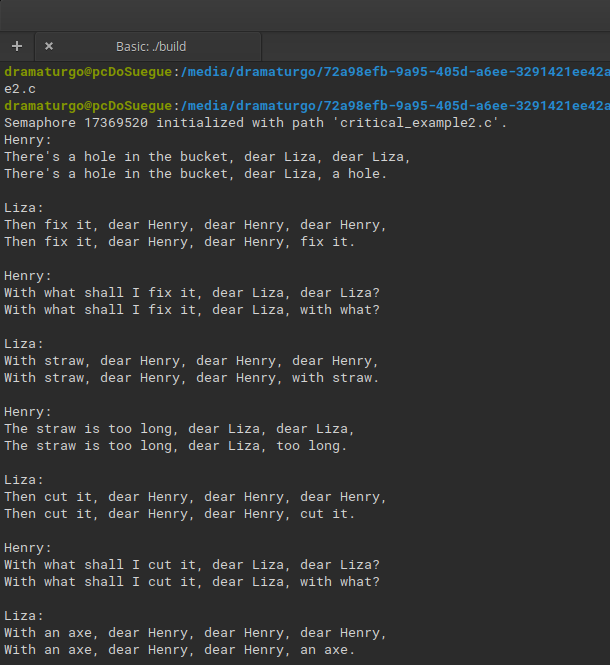 + × Basic: ./build
dramaturgo@pcDoSuegue:/media/dramaturgo/72a98efb-9a95-405d-a6ee-3291421ee42a
e2.c
dramaturgo@pcDoSuegue:/media/dramaturgo/72a98efb-9a95-405d-a6ee-3291421ee42a
Semaphore 17369520 initialized with path 'critical_example2.c'.
Henry:
There's a hole in the bucket, dear Liza, dear Liza,
There's a hole in the bucket, dear Liza, a hole.

Liza:
Then fix it, dear Henry, dear Henry, dear Henry,
Then fix it, dear Henry, dear Henry, fix it.

Henry:
With what shall I fix it, dear Liza, dear Liza?
With what shall I fix it, dear Liza, with what?

Liza:
With straw, dear Henry, dear Henry, dear Henry,
With straw, dear Henry, dear Henry, with straw.

Henry:
The straw is too long, dear Liza, dear Liza,
The straw is too long, dear Liza, too long.

Liza:
Then cut it, dear Henry, dear Henry, dear Henry,
Then cut it, dear Henry, dear Henry, cut it.

Henry:
With what shall I cut it, dear Liza, dear Liza?
With what shall I cut it, dear Liza, with what?

Liza:
With an axe, dear Henry, dear Henry, dear Henry,
With an axe, dear Henry, dear Henry, an axe.